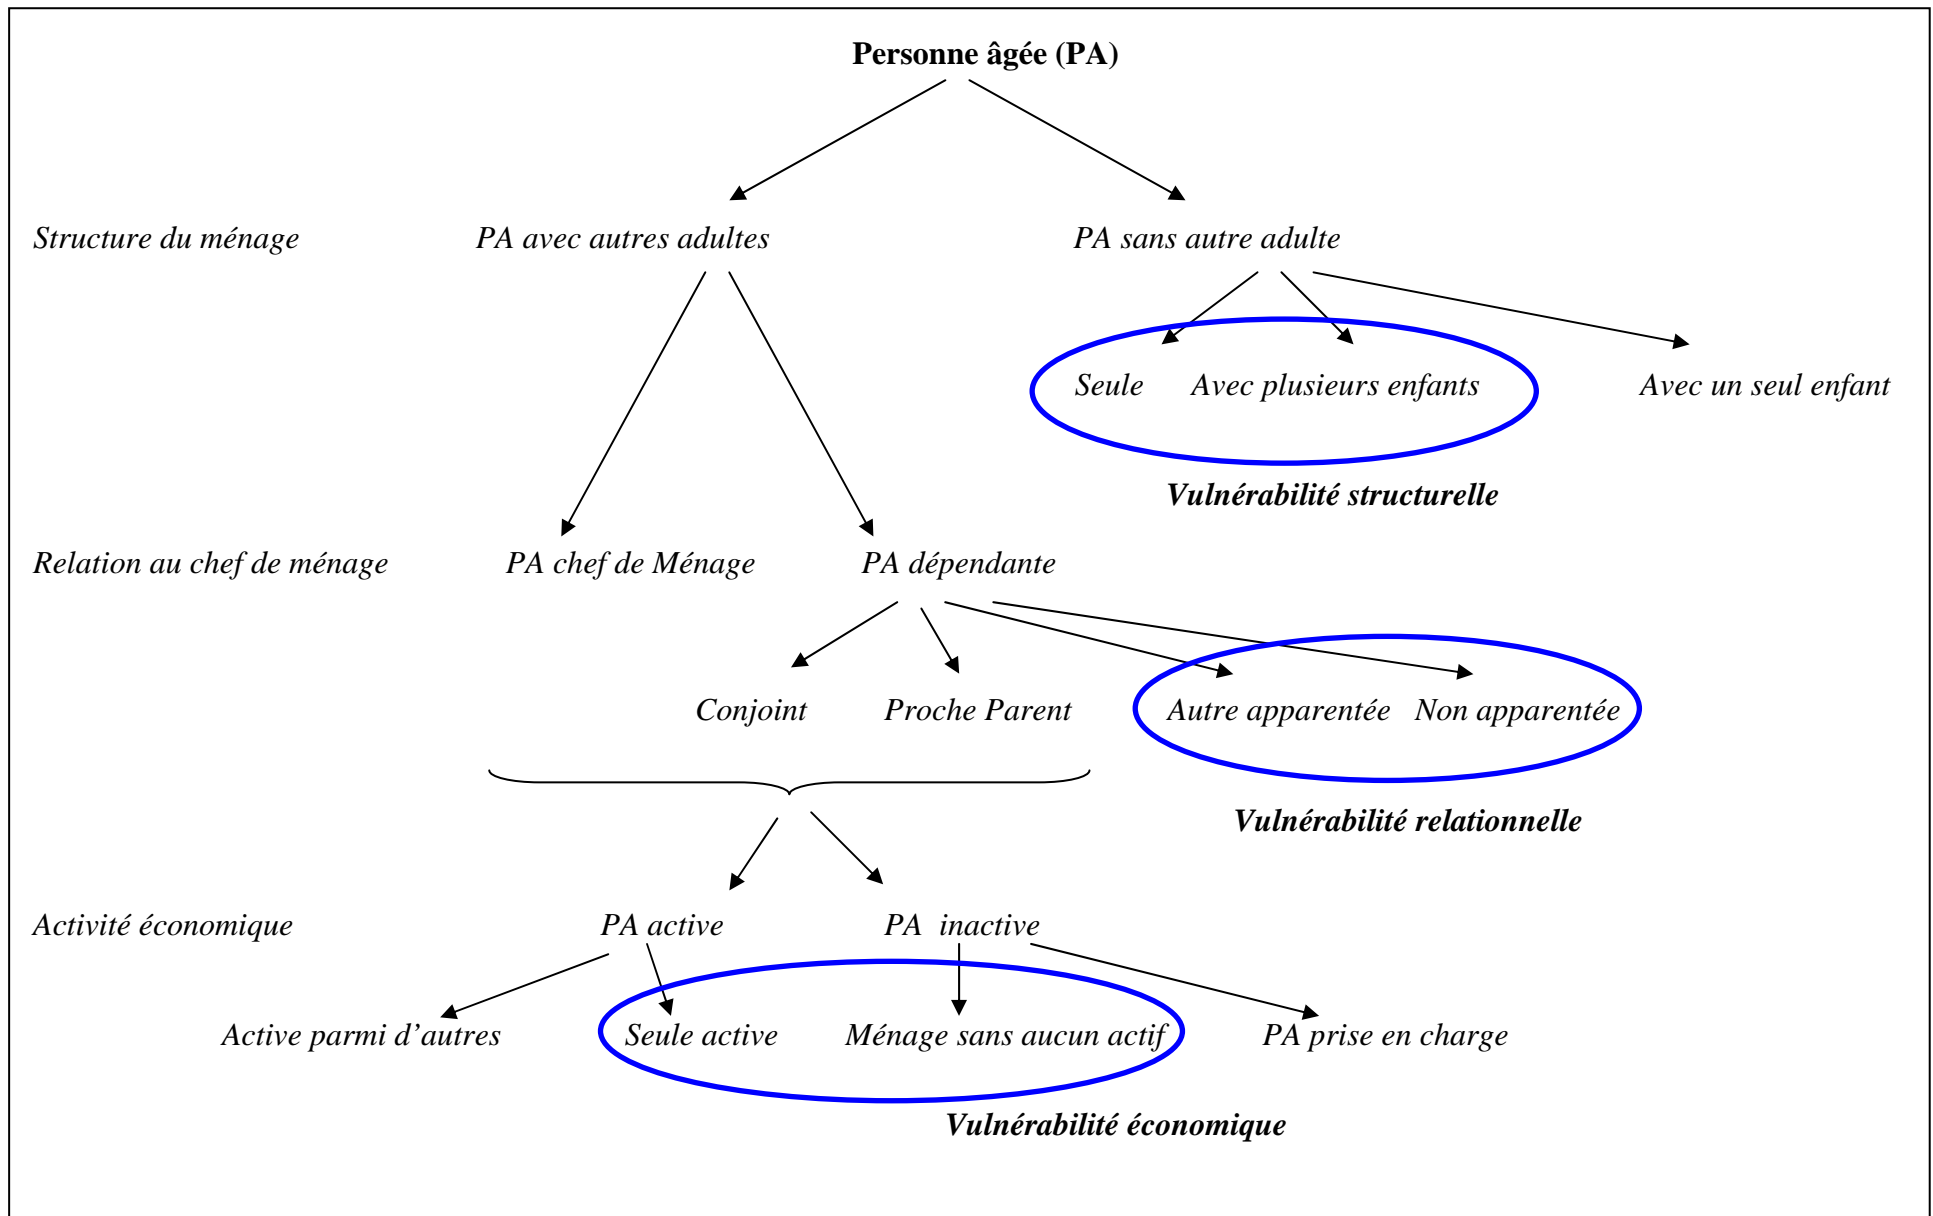 Personne âgée (PA)
Structure du ménage PA avec autres adultes PA sans autre adulte
Seule Avec plusieurs enfants Avec un seul enfant
Vulnérabilité structurelle
Relation au chef de ménage PA chef de Ménage PA dépendante
Conjoint Proche Parent Autre apparentée Non apparentée
Vulnérabilité relationnelle
Activité économique PA active PA inactive
Active parmi d’autres Seule active Ménage sans aucun actif PA prise en charge
Vulnérabilité économique